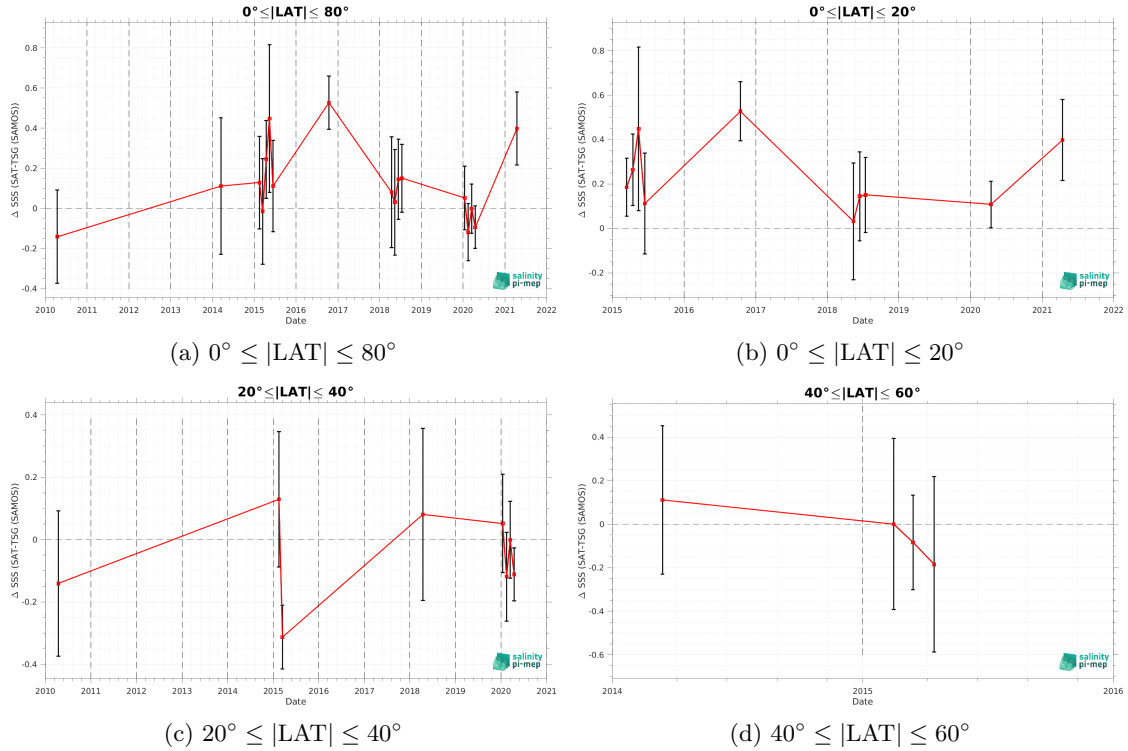 0°≤|LAT|≤ 80°
Δ SSS (SAT-TSG (SAMOS))
0.8
0.6
0.4
0.2
0
-0.2
-0.4
2010 2011 2012 2013 2014 2015 2016 2017 2018 2019 2020 2021 2022
Date
salinity
pi-mep
(a) 0° ≤ |LAT| ≤ 80°
0°≤|LAT|≤ 20°
Δ SSS (SAT-TSG (SAMOS))
0.8
0.6
0.4
0.2
0
-0.2
2015 2016 2017 2018 2019 2020 2021 2022
Date
salinity
pi-mep
(b) 0° ≤ |LAT| ≤ 20°
20°≤|LAT|≤ 40°
Δ SSS (SAT-TSG (SAMOS))
0.4
0.2
0
-0.2
-0.4
2010 2011 2012 2013 2014 2015 2016 2017 2018 2019 2020 2021
Date
salinity
pi-mep
(c) 20° ≤ |LAT| ≤ 40°
40°≤|LAT|≤ 60°
Δ SSS (SAT-TSG (SAMOS))
0.4
0.2
0
-0.2
-0.4
-0.6
2014 2015 2016
Date
salinity
pi-mep
(d) 40° ≤ |LAT| ≤ 60°